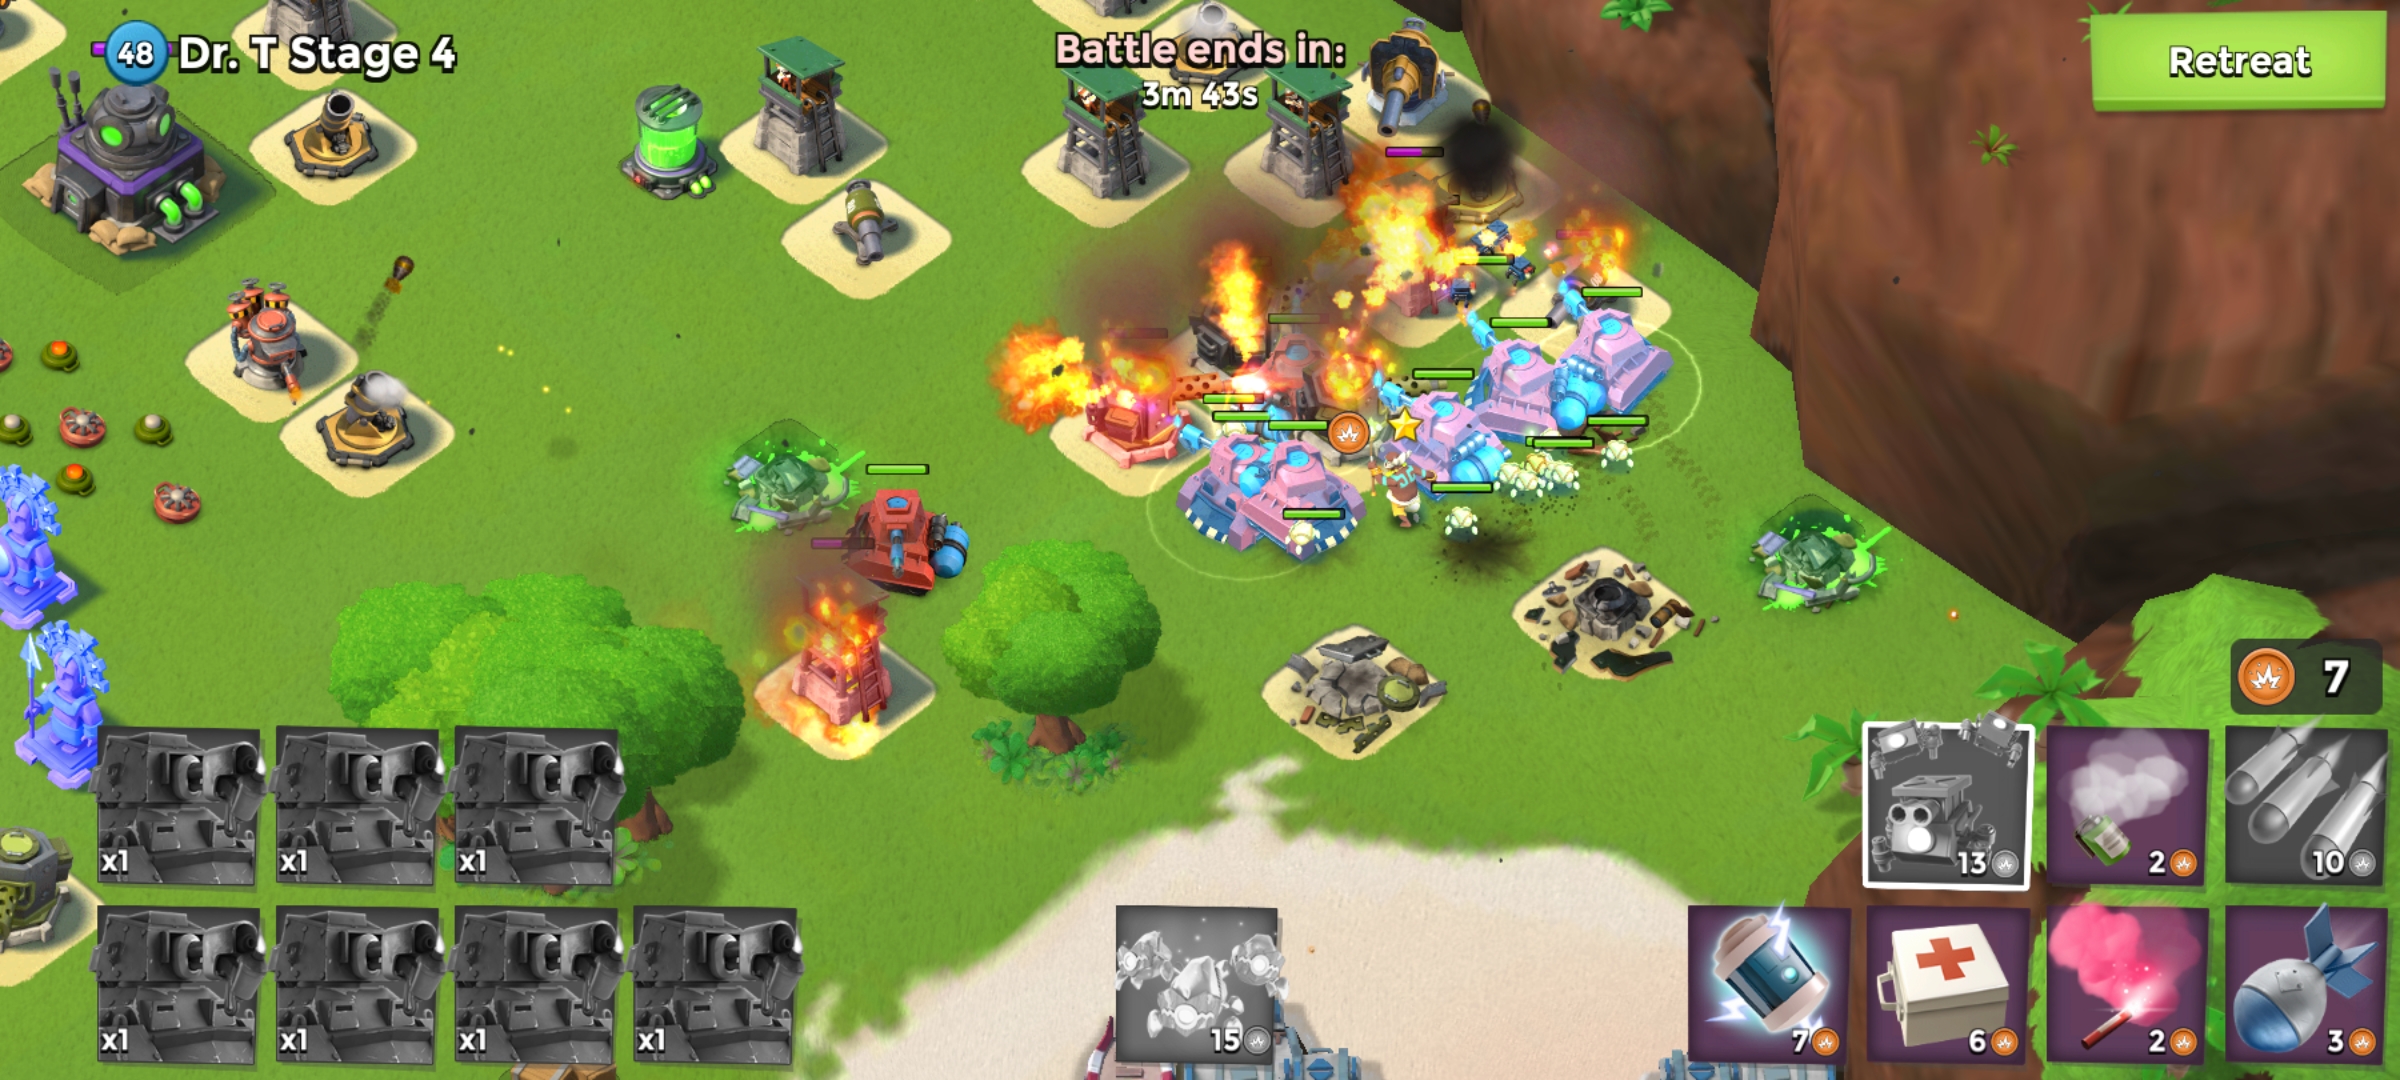 48 Dr. T Stage 4
Battle ends in:
3m 43s
Retreat
7
x1
x1
x1
13
2
10
x1
x1
x1
x1
15
7
6
2
3